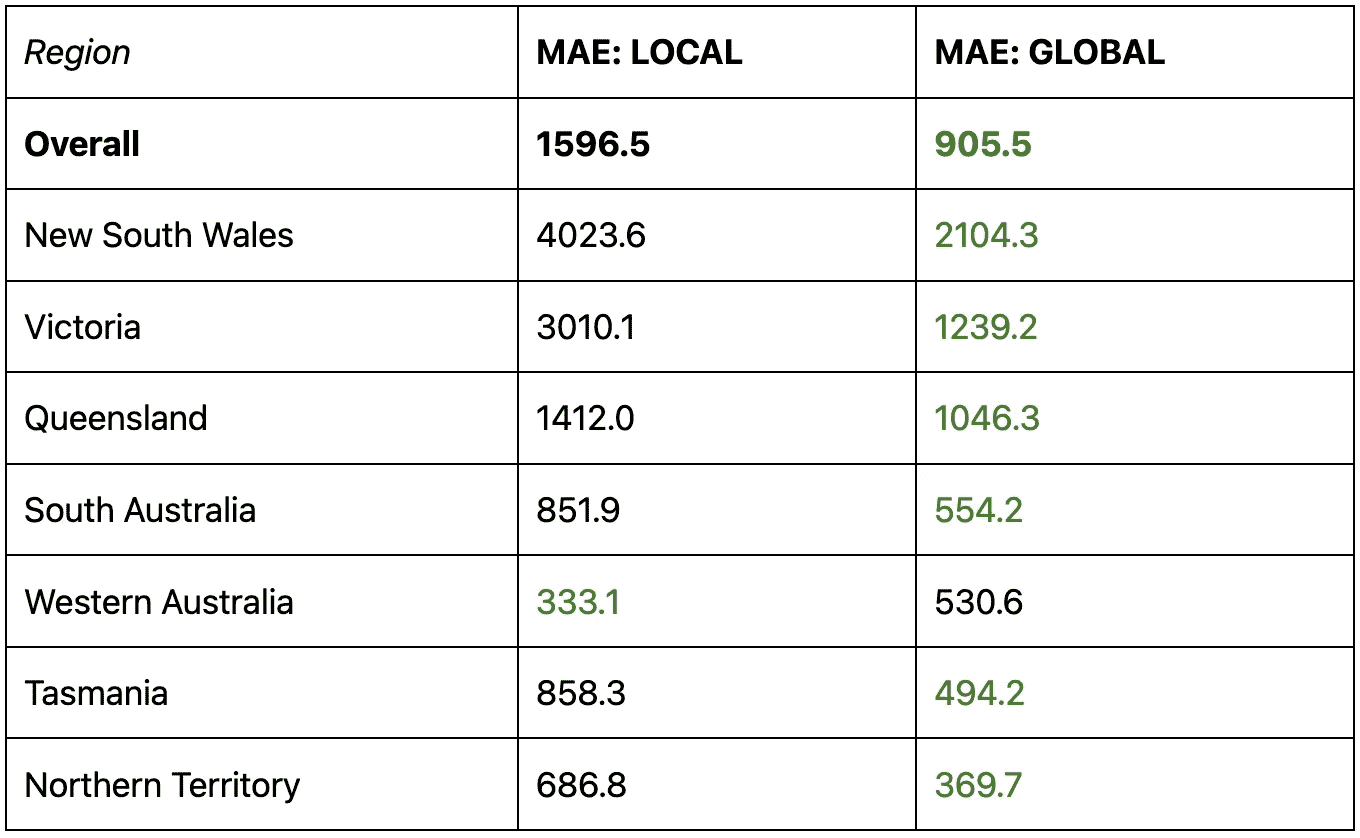 Region MAE: LOCAL MAE: GLOBAL
Overall 1596.5 905.5
New South Wales 4023.6 2104.3
Victoria 3010.1 1239.2
Queensland 1412.0 1046.3
South Australia 851.9 554.2
Western Australia 333.1 530.6
Tasmania 858.3 494.2
Northern Territory 686.8 369.7